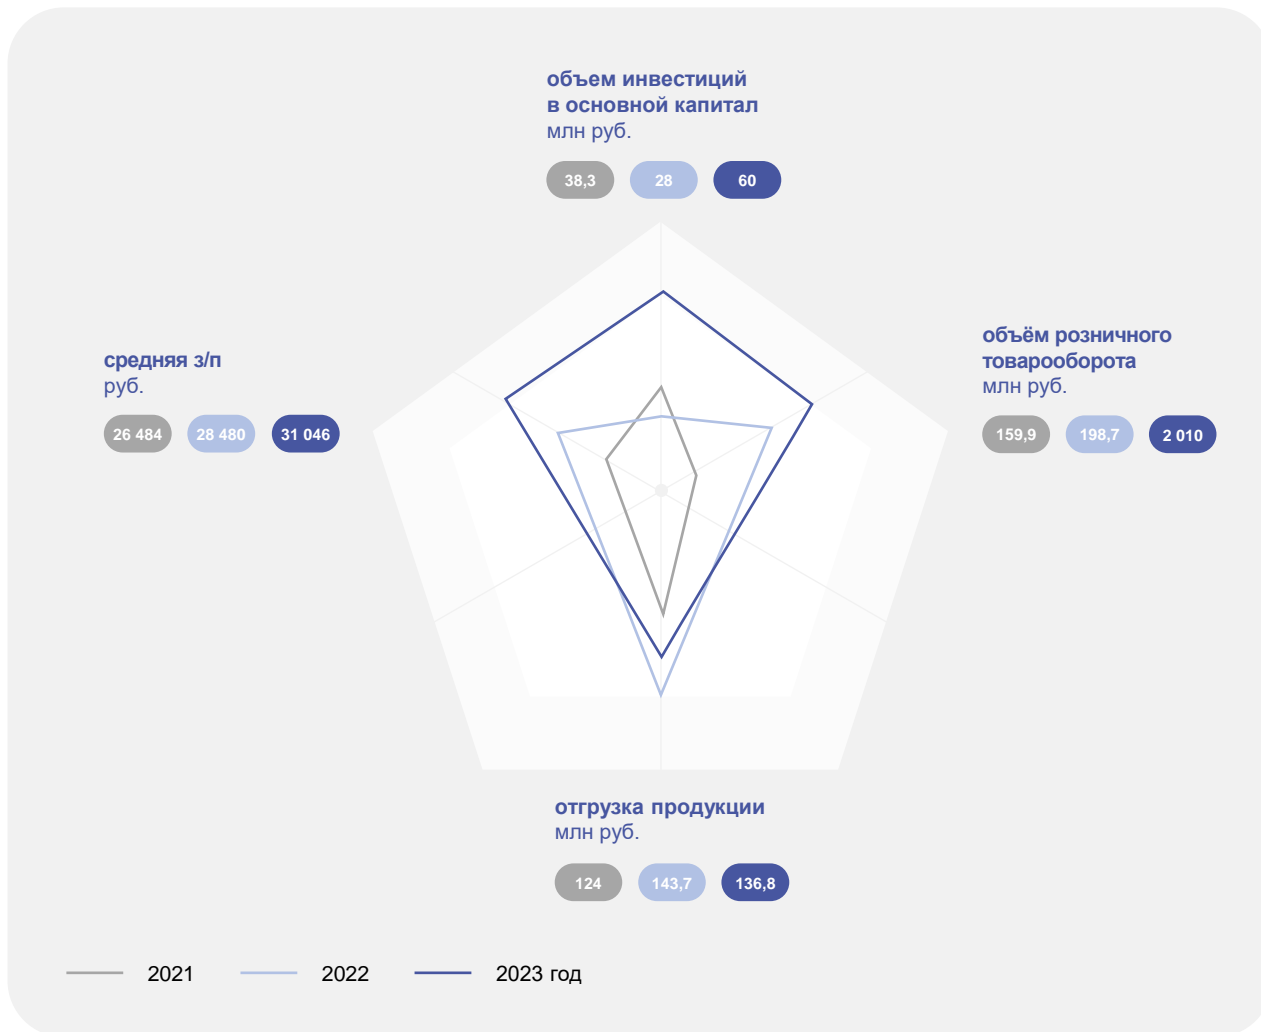 объем инвестиций
в основной капитал
млн руб.
38,3 28 60
объём розничного
товарооборота
млн руб.
159,9 198,7 2 010
средняя з/п
руб.
26 484 28 480 31 046
отгрузка продукции
млн руб.
124 143,7 136,8
2021 2022 2023 год